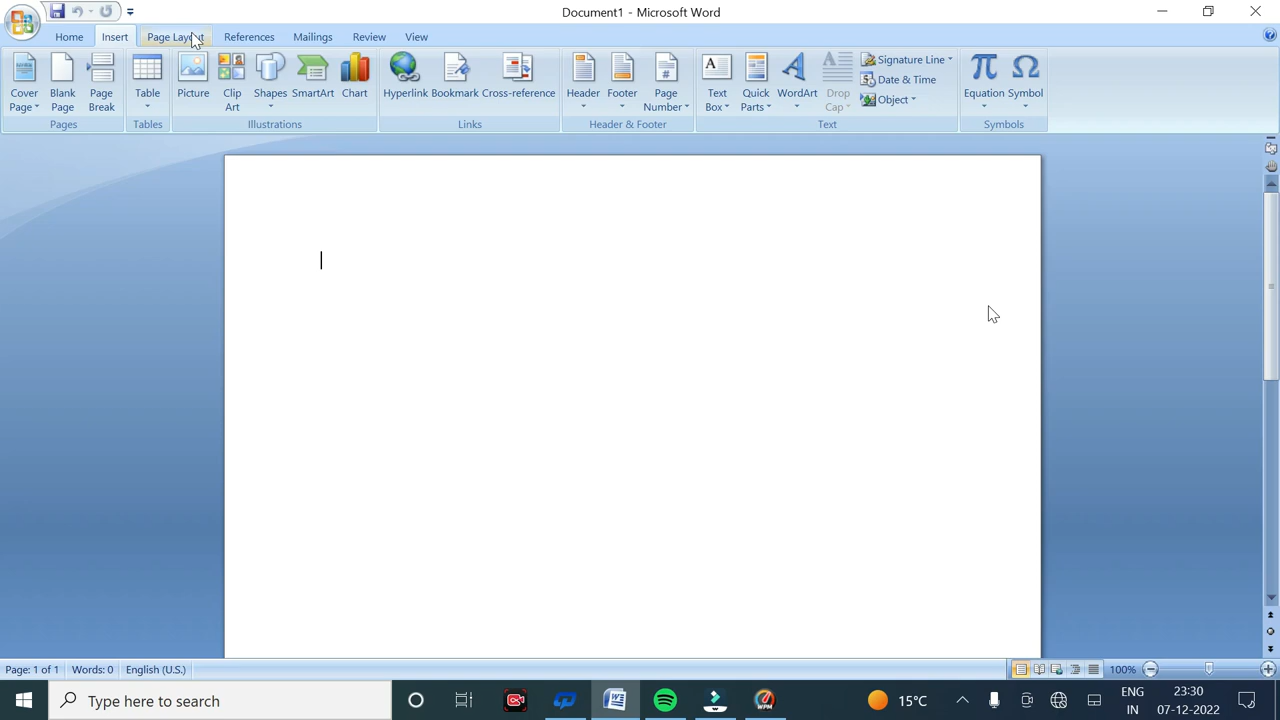 Document1 - Microsoft Word
Home Insert Page Layout References Mailings Review View
Cover Page
Blank Page
Page Break
Table
Picture
Clip Art
Shapes
SmartArt
Chart
Hyperlink
Bookmark
Cross-reference
Header
Footer
Page Number
Text Box
Quick Parts
WordArt
Drop Cap
Signature Line
Date & Time
Object
Equation
Symbol
Pages Tables Illustrations Links Header & Footer Text Symbols
Page: 1 of 1 Words: 0 English (U.S.) 100%
Type here to search
WPM
15°C
ENG
IN
23:30
07-12-2022